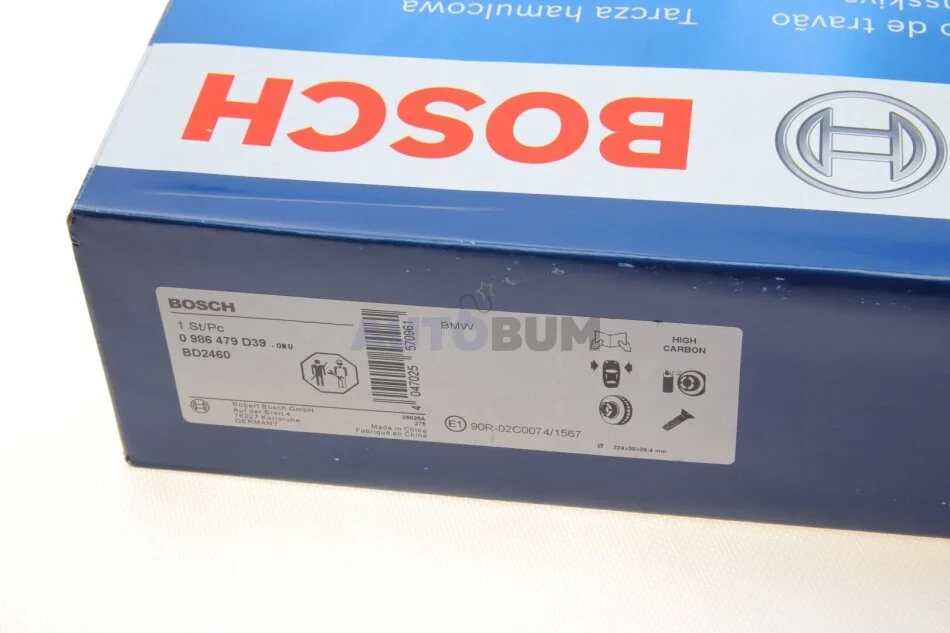 Tarcza hamulcowa
o de travão
BOSCH
BOSCH
1 St/Pc
0 986 479 D39 - 0WU
BD2460
Robert Bosch GmbH
Auf der Breit 4
76227 Karlsruhe
GERMANY
4 047025 570961
Made in China
Fabriqué en Chine
BMW
AUTOBUM
E1 90R-02C0074/1567
HIGH
CARBON